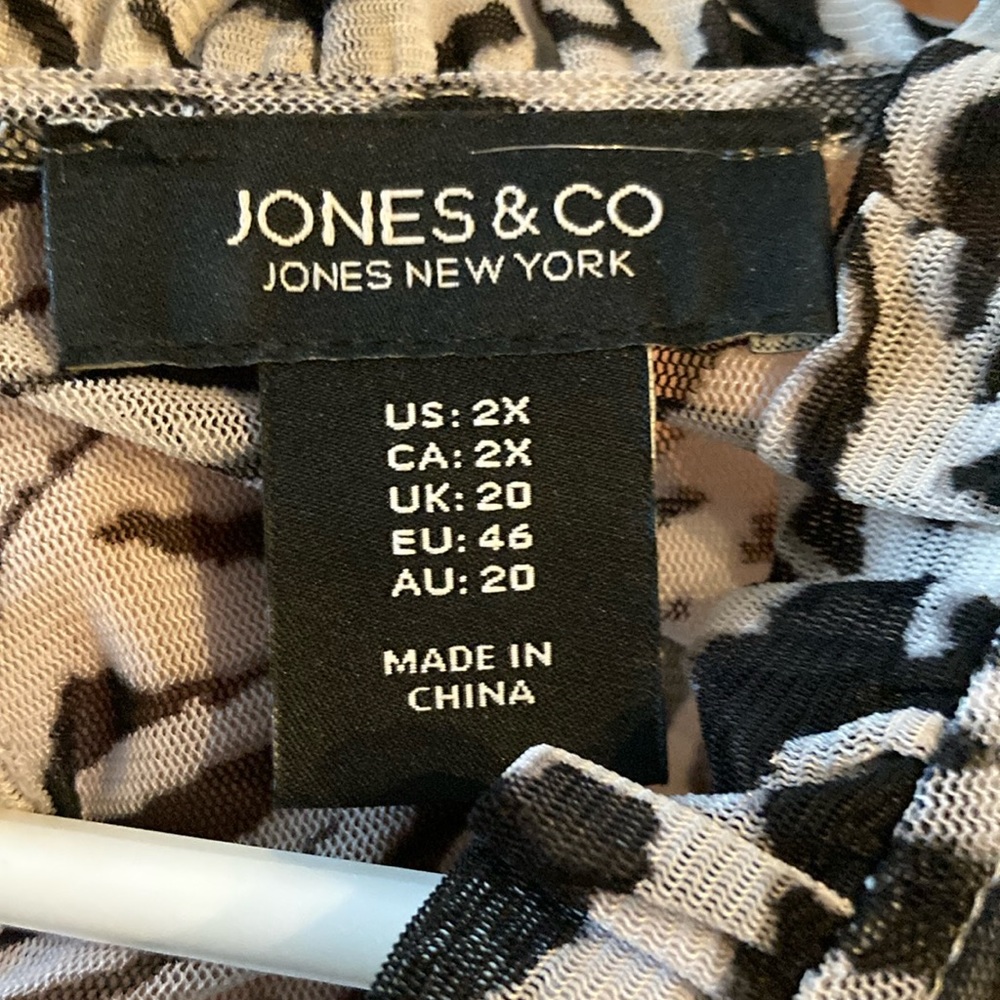 JONES & CO
JONES NEW YORK
US: 2X
CA: 2X
UK: 20
EU: 46
AU: 20
MADE IN
CHINA